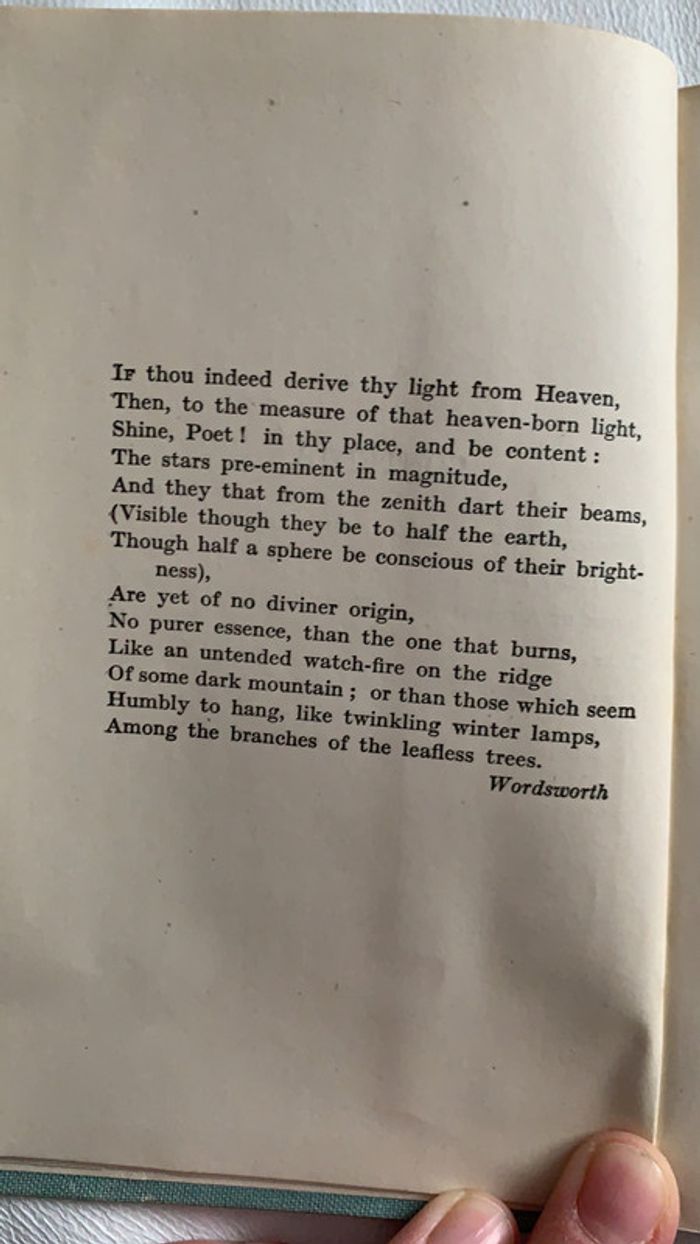 If thou indeed derive thy light from Heaven,
Then, to the measure of that heaven-born light,
Shine, Poet! in thy place, and be content:
The stars pre-eminent in magnitude,
And they that from the zenith dart their beams,
(Visible though they be to half the earth,
Though half a sphere be conscious of their bright-
ness),
Are yet of no diviner origin,
No purer essence, than the one that burns,
Like an untended watch-fire on the ridge
Of some dark mountain; or than those which seem
Humbly to hang, like twinkling winter lamps,
Among the branches of the leafless trees.
Wordsworth